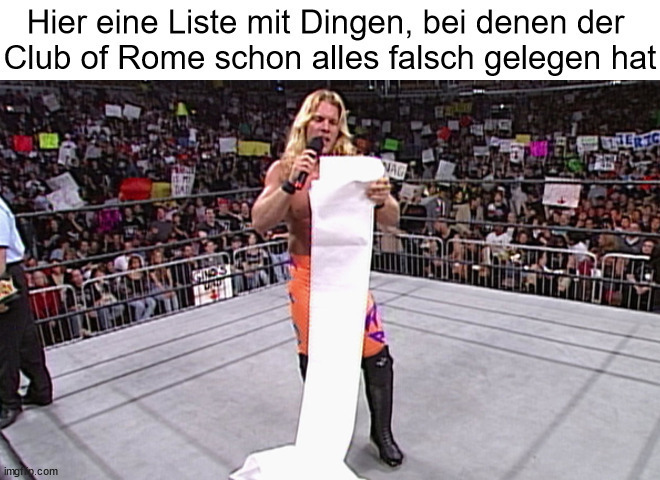 Hier eine Liste mit Dingen, bei denen der
Club of Rome schon alles falsch gelegen hat
imgflip.com